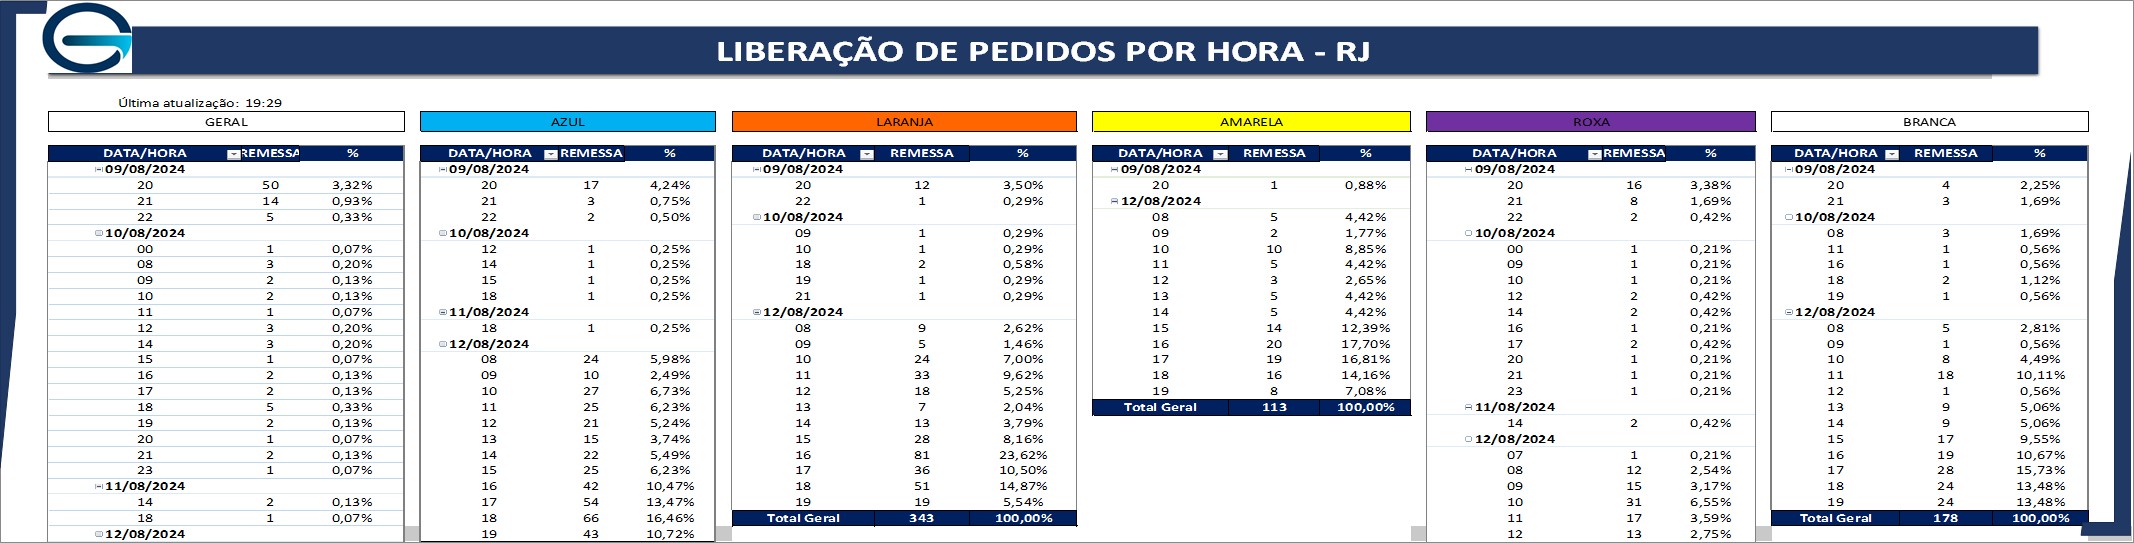 LIBERAÇÃO DE PEDIDOS POR HORA - RJ
Última atualização: 19:29
GERAL
DATA/HORA REMESSA %
09/08/2024
20 50 3,32%
21 14 0,93%
22 5 0,33%
10/08/2024
00 1 0,07%
08 3 0,20%
09 2 0,13%
10 2 0,13%
11 1 0,07%
12 3 0,20%
14 3 0,20%
15 1 0,07%
16 2 0,13%
17 2 0,13%
18 5 0,33%
19 2 0,13%
20 1 0,07%
21 2 0,13%
23 1 0,07%
11/08/2024
14 2 0,13%
18 1 0,07%
12/08/2024
AZUL
DATA/HORA REMESSA %
09/08/2024
20 17 4,24%
21 3 0,75%
22 2 0,50%
10/08/2024
12 1 0,25%
14 1 0,25%
15 1 0,25%
18 1 0,25%
11/08/2024
18 1 0,25%
12/08/2024
08 24 5,98%
09 10 2,49%
10 27 6,73%
11 25 6,23%
12 21 5,24%
13 15 3,74%
14 22 5,49%
15 25 6,23%
16 42 10,47%
17 54 13,47%
18 66 16,46%
19 43 10,72%
LARANJA
DATA/HORA REMESSA %
09/08/2024
20 12 3,50%
22 1 0,29%
10/08/2024
09 1 0,29%
10 1 0,29%
18 2 0,58%
19 1 0,29%
21 1 0,29%
12/08/2024
08 9 2,62%
09 5 1,46%
10 24 7,00%
11 33 9,62%
12 18 5,25%
13 7 2,04%
14 13 3,79%
15 28 8,16%
16 81 23,62%
17 36 10,50%
18 51 14,87%
19 19 5,54%
Total Geral 343 100,00%
AMARELA
DATA/HORA REMESSA %
09/08/2024
20 1 0,88%
12/08/2024
08 5 4,42%
09 2 1,77%
10 10 8,85%
11 5 4,42%
12 3 2,65%
13 5 4,42%
14 5 4,42%
15 14 12,39%
16 20 17,70%
17 19 16,81%
18 16 14,16%
19 8 7,08%
Total Geral 113 100,00%
ROXA
DATA/HORA REMESSA %
09/08/2024
20 16 3,38%
21 8 1,69%
22 2 0,42%
10/08/2024
00 1 0,21%
09 1 0,21%
10 1 0,21%
12 2 0,42%
14 2 0,42%
16 1 0,21%
17 2 0,42%
20 1 0,21%
21 1 0,21%
23 1 0,21%
11/08/2024
14 2 0,42%
12/08/2024
07 1 0,21%
08 12 2,54%
09 15 3,17%
10 31 6,55%
11 17 3,59%
12 13 2,75%
BRANCA
DATA/HORA REMESSA %
09/08/2024
20 4 2,25%
21 3 1,69%
10/08/2024
08 3 1,69%
11 1 0,56%
16 1 0,56%
18 2 1,12%
19 1 0,56%
12/08/2024
08 5 2,81%
09 1 0,56%
10 8 4,49%
11 18 10,11%
12 1 0,56%
13 9 5,06%
14 9 5,06%
15 17 9,55%
16 19 10,67%
17 28 15,73%
18 24 13,48%
19 24 13,48%
Total Geral 178 100,00%